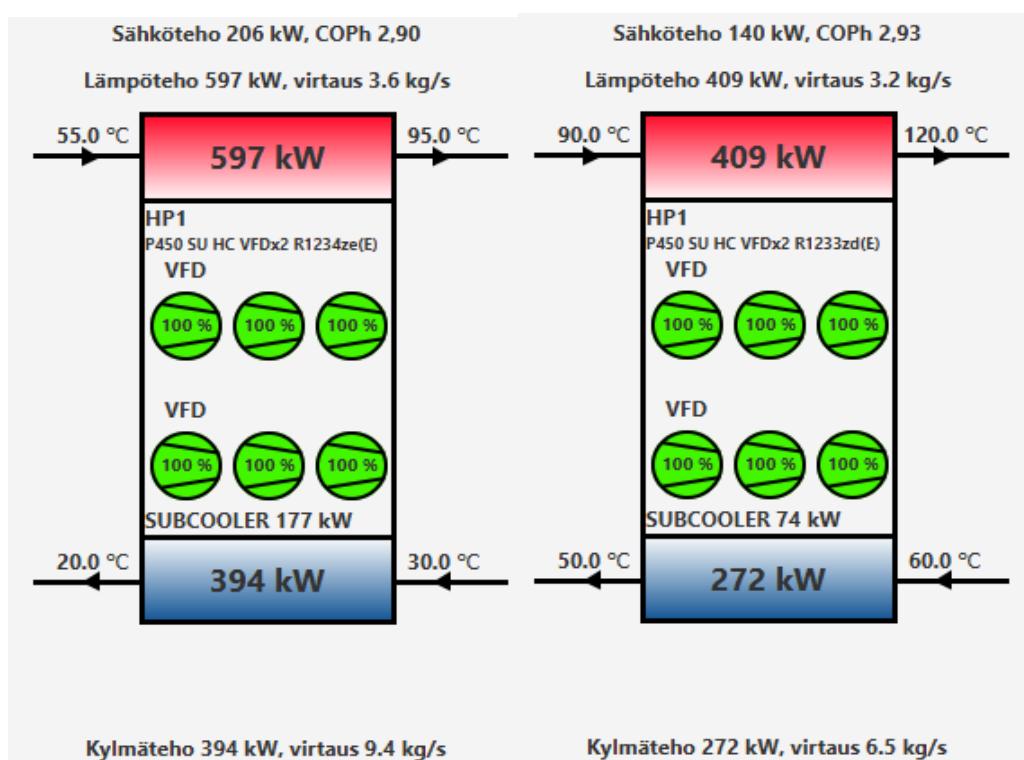 Sähköteho 206 kW, COPh 2,90
Lämpöteho 597 kW, virtaus 3.6 kg/s
55.0 °C
95.0 °C
597 kW
HP1
P450 SU HC VFDx2 R1234ze(E)
VFD
100 % 100 % 100 %
VFD
100 % 100 % 100 %
SUBCOOLER 177 kW
20.0 °C
30.0 °C
394 kW
Kylmäteho 394 kW, virtaus 9.4 kg/s
Sähköteho 140 kW, COPh 2,93
Lämpöteho 409 kW, virtaus 3.2 kg/s
90.0 °C
120.0 °C
409 kW
HP1
P450 SU HC VFDx2 R1233zd(E)
VFD
100 % 100 % 100 %
VFD
100 % 100 % 100 %
SUBCOOLER 74 kW
50.0 °C
60.0 °C
272 kW
Kylmäteho 272 kW, virtaus 6.5 kg/s